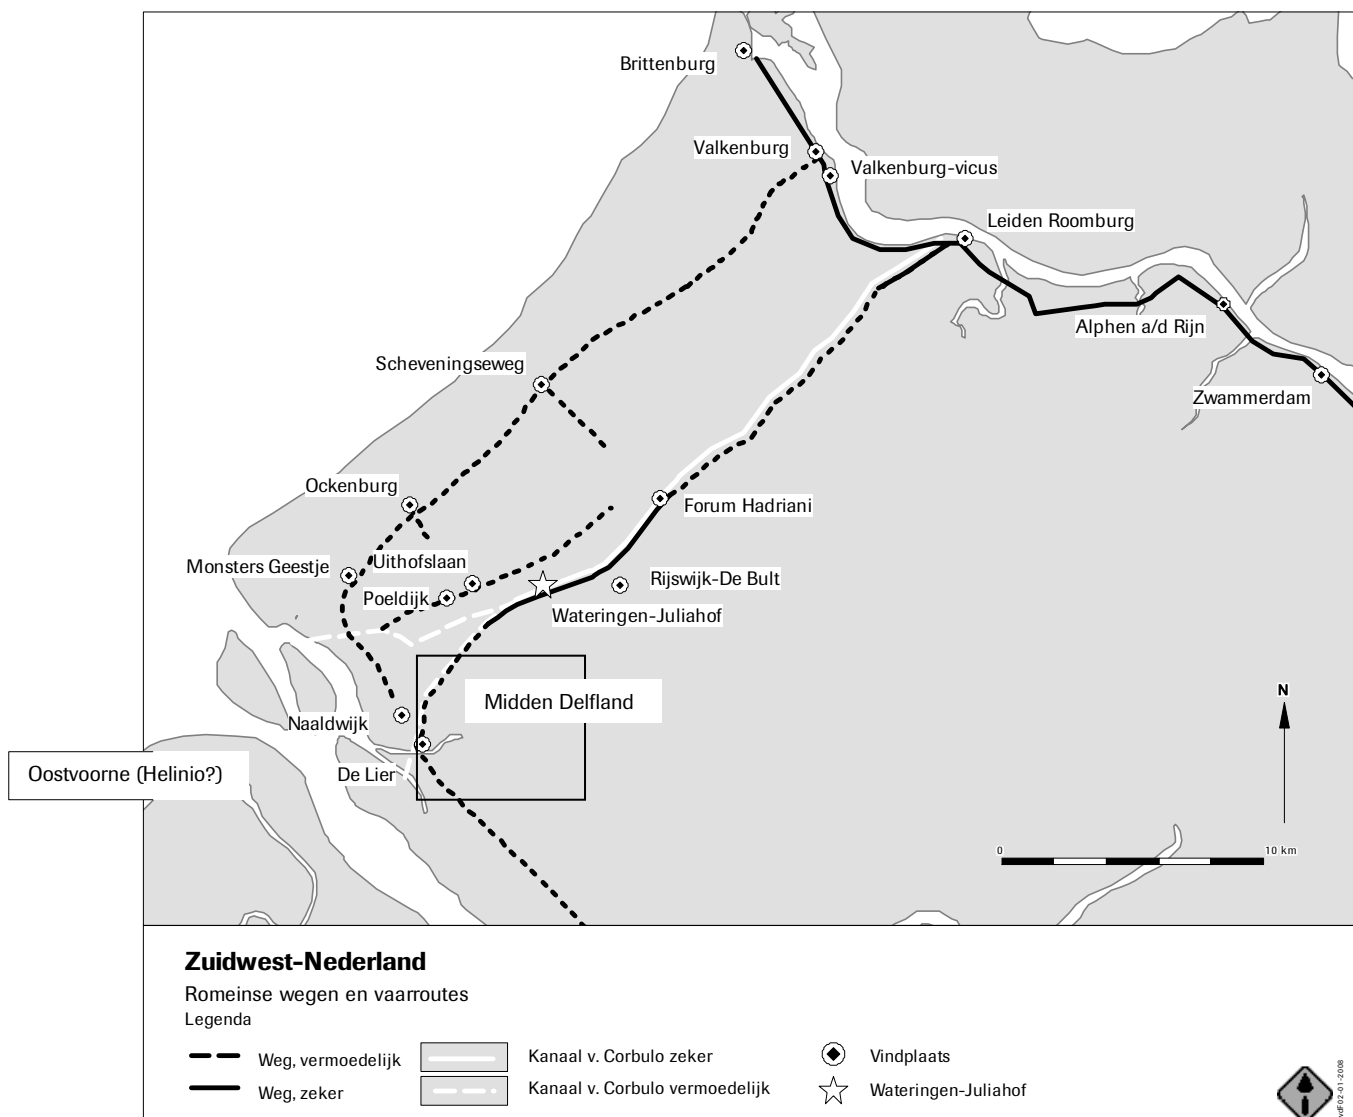 Brittenburg
Valkenburg
Valkenburg-vicus
Leiden Roomburg
Alphen a/d Rijn
Scheveningseweg
Zwammerdam
Ockenburg
Forum Hadriani
Monsters Geestje
Uithofslaan
Rijswijk-De Bult
Poeldijk
Wateringen-Juliahof
Midden Delfland
N
Naaldwijk
Oostvoorne (Helinio?)
De Lier
0 10 km
Zuidwest-Nederland
Romeinse wegen en vaarroutes
Legenda
Weg, vermoedelijk
Kanaal v. Corbulo zeker
Vindplaats
Weg, zeker
Kanaal v. Corbulo vermoedelijk
Wateringen-Juliahof
vdF02-01-2008